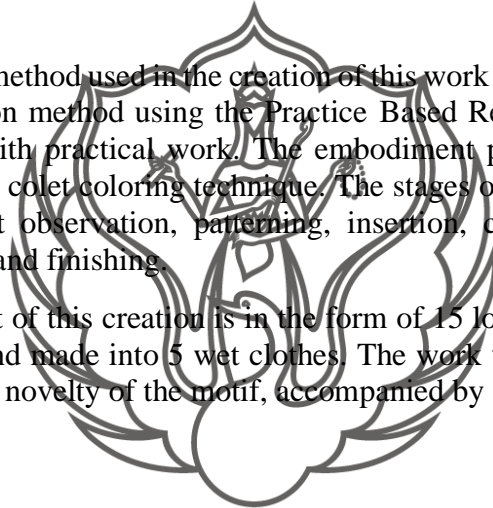 method used in the creation of this work
on method using the Practice Based Re
ith practical work. The embodiment p
colet coloring technique. The stages o
t observation, patterning, insertion, c
and finishing.
t of this creation is in the form of 15 lo
nd made into 5 wet clothes. The work
novelty of the motif, accompanied by